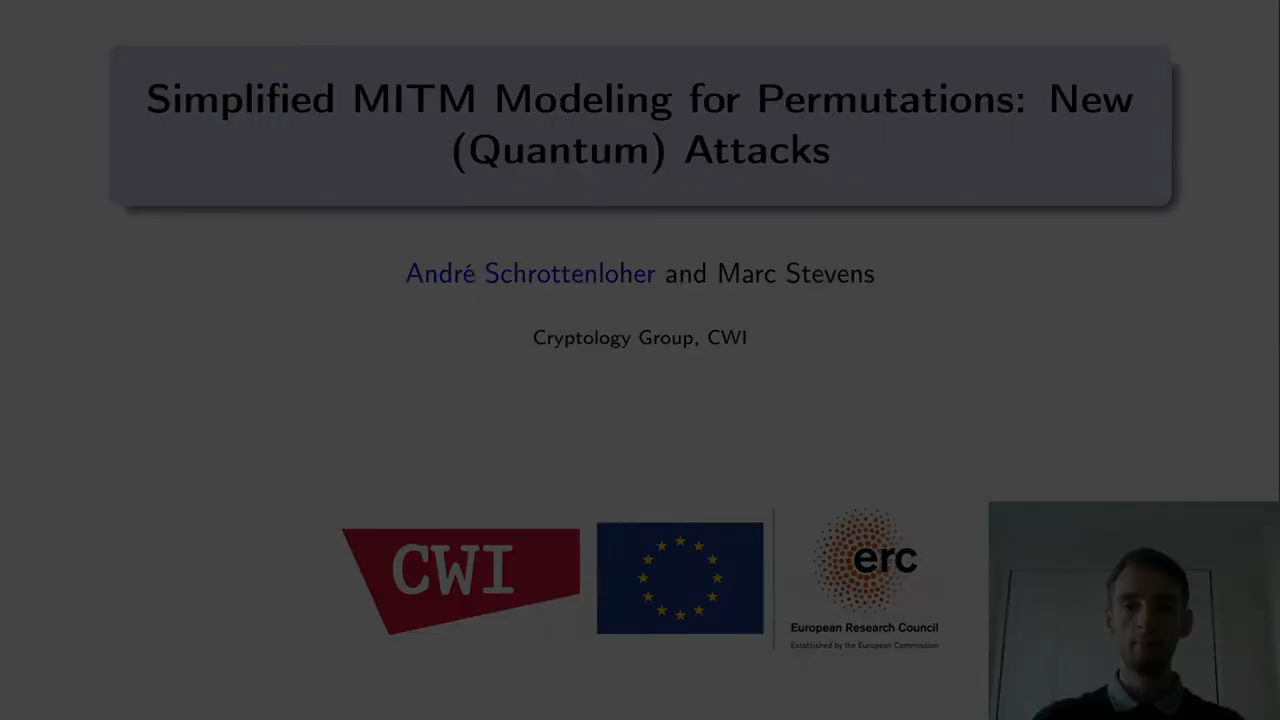 Simplified MITM Modeling for Permutations: New
(Quantum) Attacks
André Schrottenloher and Marc Stevens
Cryptology Group, CWI
CWI
erc
European Research Council
Established by the European Commission